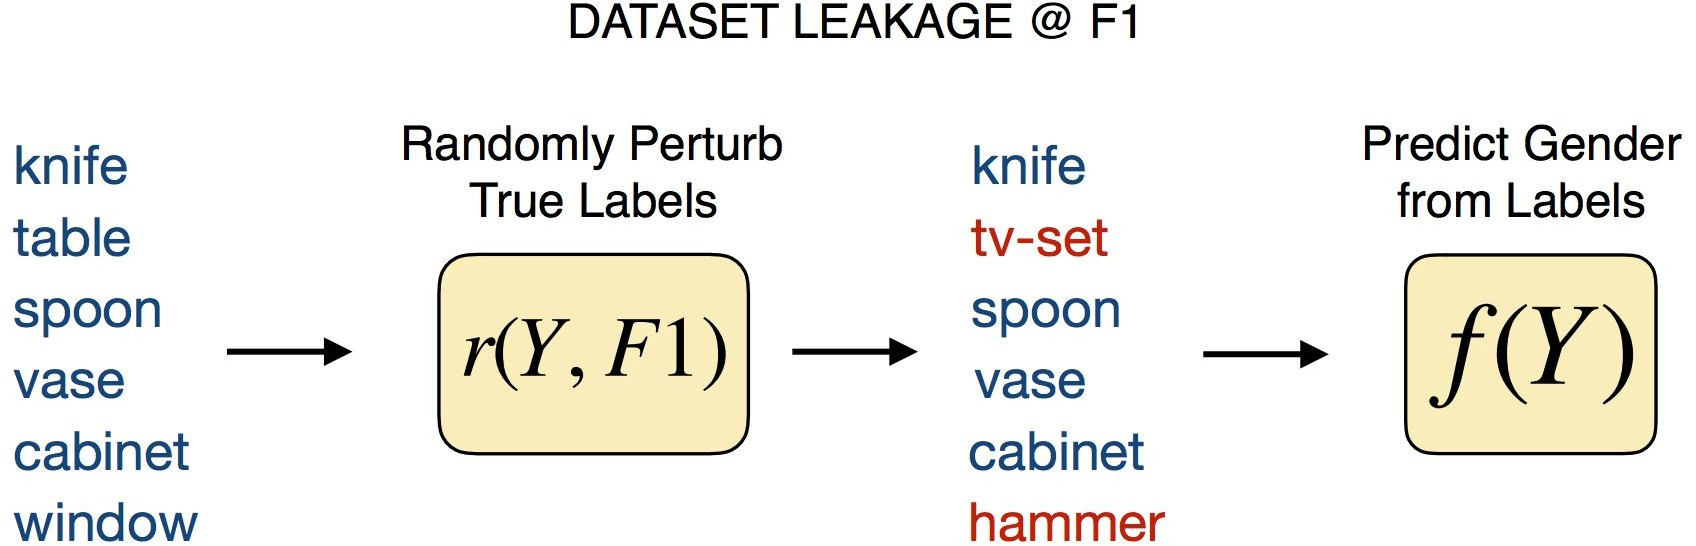 DATASET LEAKAGE @ F1
knife
table
spoon
vase
cabinet
window
Randomly Perturb
True Labels
r(Y, F1)
knife
tv-set
spoon
vase
cabinet
hammer
Predict Gender
from Labels
f(Y)